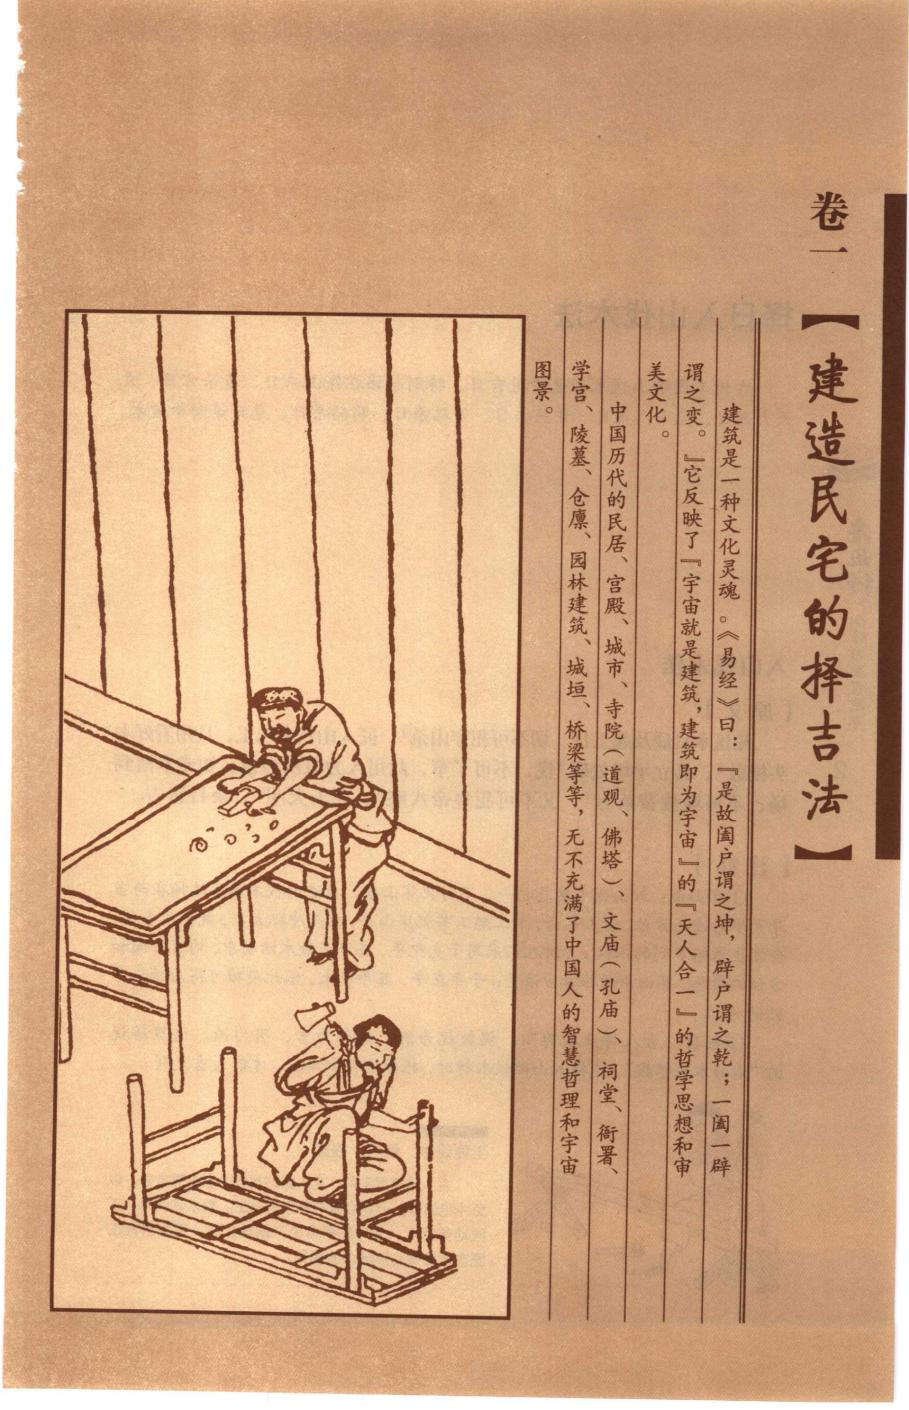 卷一
【建造民宅的择吉法】
建筑是一种文化灵魂。《易经》曰：『是故阖户谓之坤，辟户谓之乾；一阖一辟
谓之变。』它反映了『宇宙就是建筑，建筑即为宇宙』的『天人合一』的哲学思想和审
美文化。
中国历代的民居、宫殿、城市、寺院（道观、佛塔）、文庙（孔庙）、祠堂、衙署、
学宫、陵墓、仓廪、园林建筑、城垣、桥梁等等，无不充满了中国人的智慧哲理和宇宙
图景。